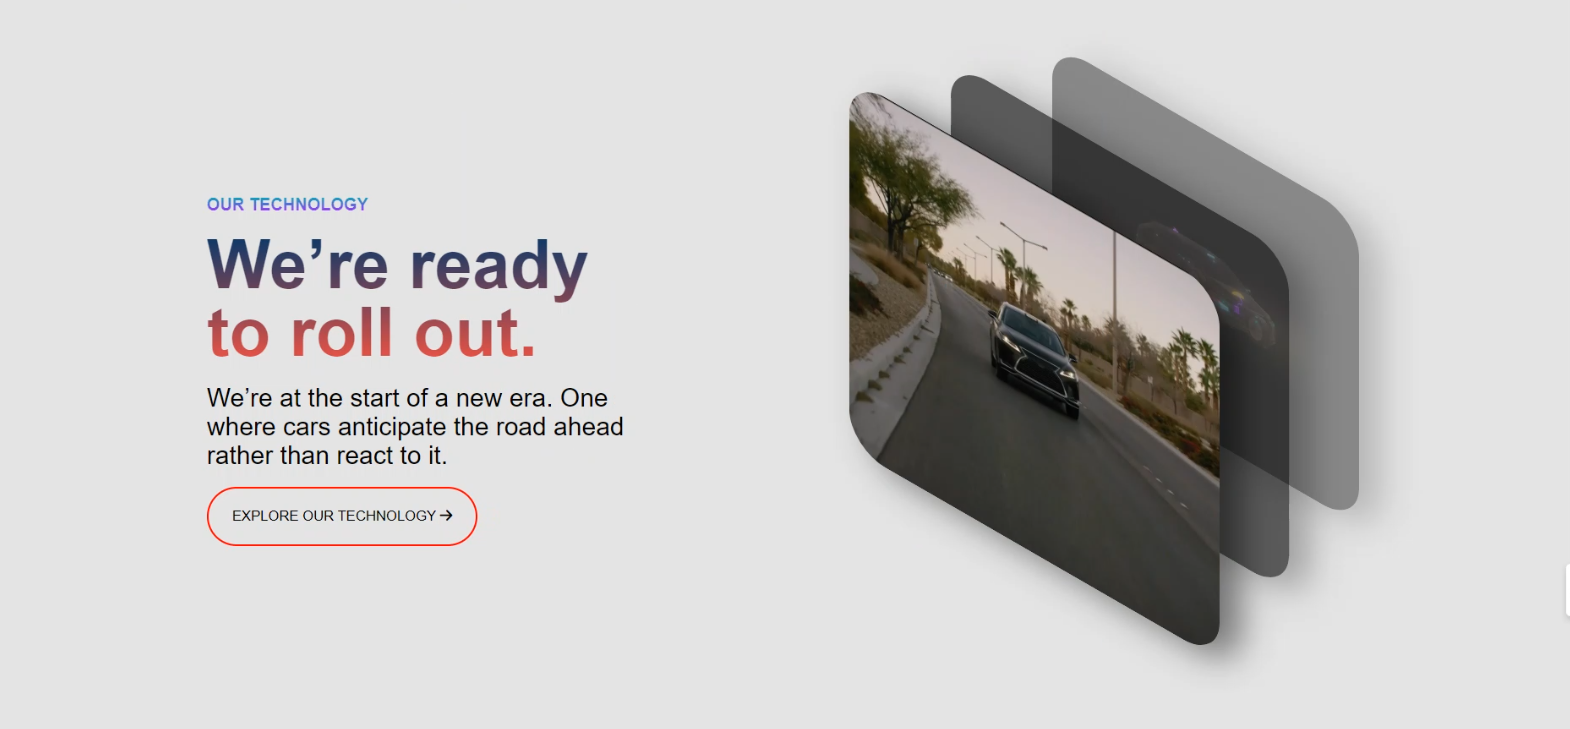 OUR TECHNOLOGY
We’re ready
to roll out.
We’re at the start of a new era. One
where cars anticipate the road ahead
rather than react to it.
EXPLORE OUR TECHNOLOGY →